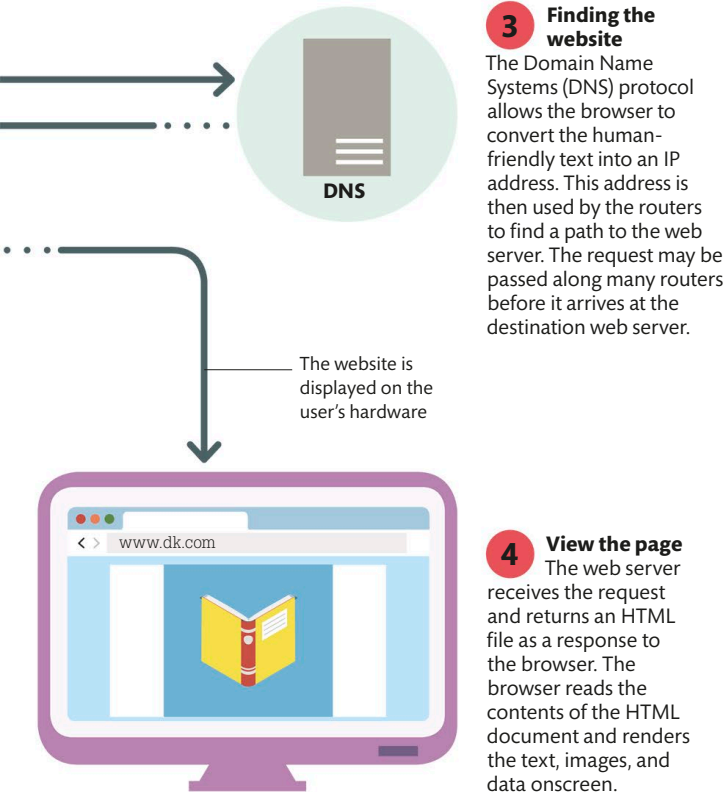 DNS
3 Finding the
website
The Domain Name
Systems (DNS) protocol
allows the browser to
convert the human-
friendly text into an IP
address. This address is
then used by the routers
to find a path to the web
server. The request may be
passed along many routers
before it arrives at the
destination web server.
The website is
displayed on the
user’s hardware
< > www.dk.com
4 View the page
The web server
receives the request
and returns an HTML
file as a response to
the browser. The
browser reads the
contents of the HTML
document and renders
the text, images, and
data onscreen.